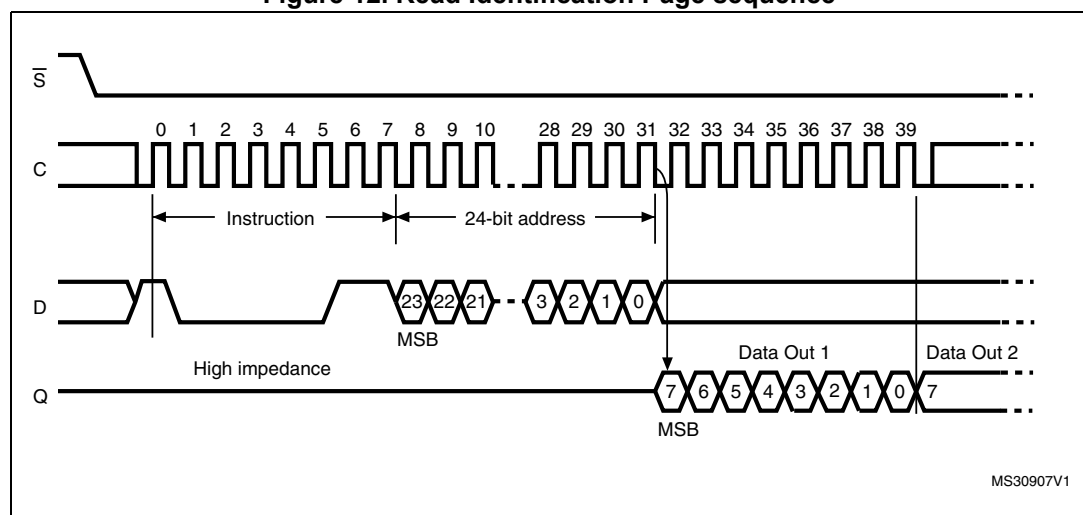 Figure 12. Read Identification Page sequence
S
0 1 2 3 4 5 6 7 8 9 10 28 29 30 31 32 33 34 35 36 37 38 39
C
Instruction 24-bit address
D
23 22 21 3 2 1 0
MSB
High impedance
Data Out 1 Data Out 2
Q
7 6 5 4 3 2 1 0 7
MSB
MS30907V1